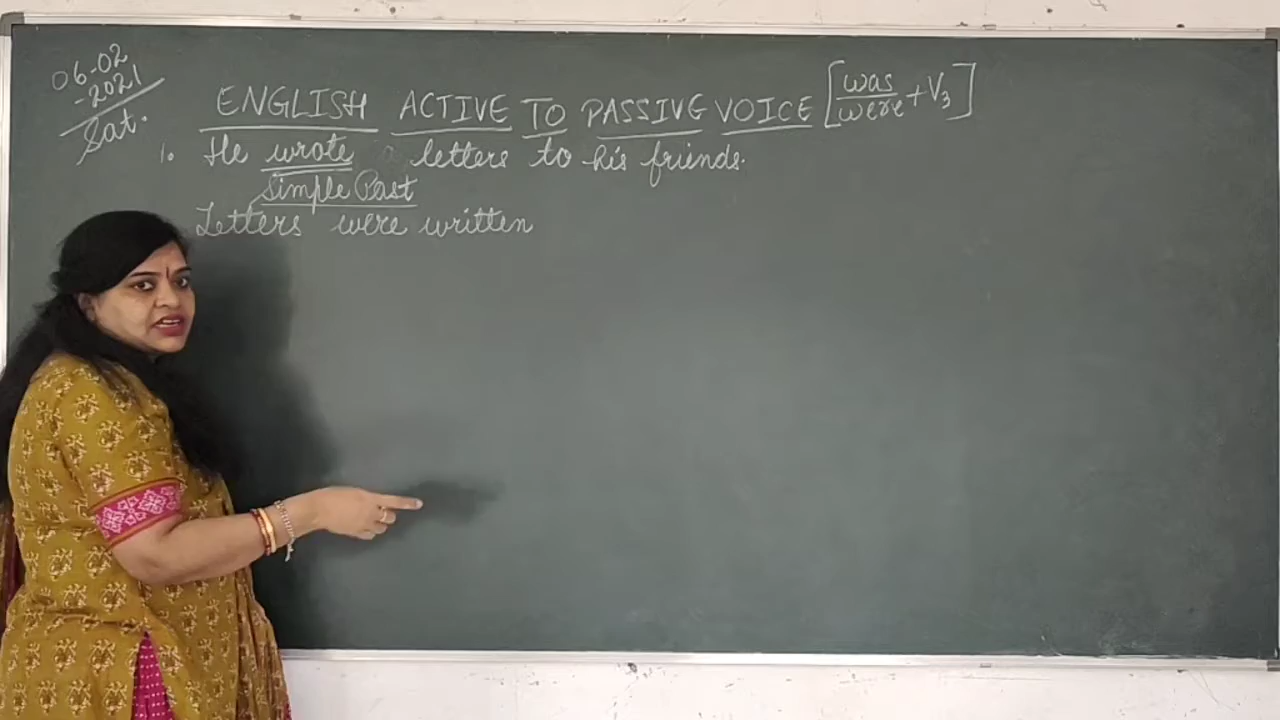 06-02
-2021
Sat.
ENGLISH ACTIVE TO PASSIVE VOICE [was/were + V3]
1. He wrote letters to his friends.
Simple Past
Letters were written